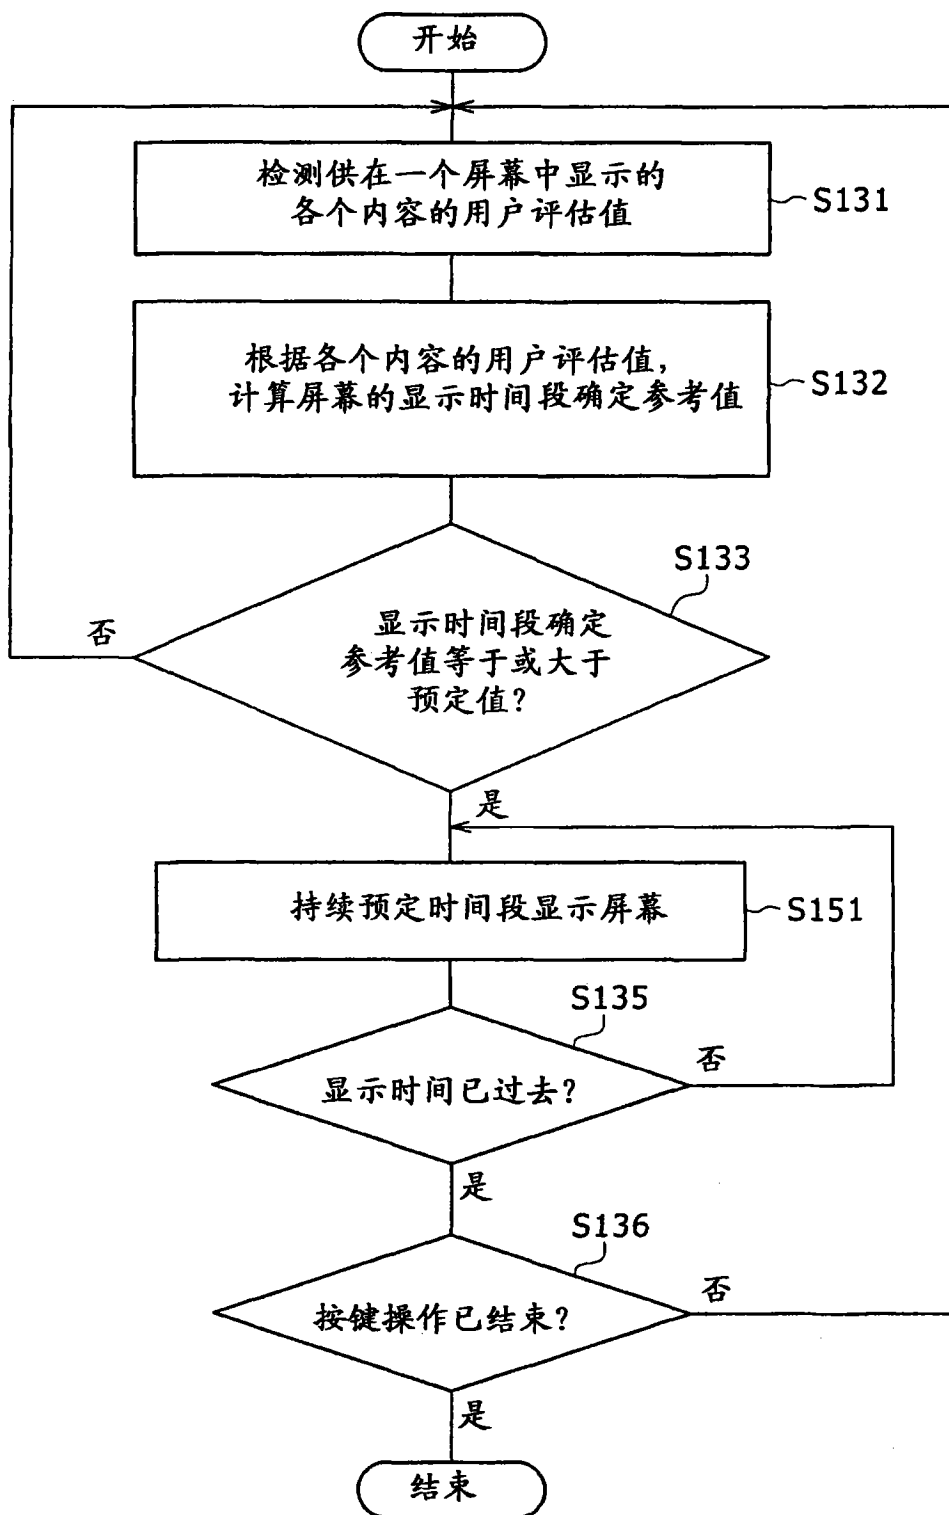 开始
检测供在一个屏幕中显示的
各个内容的用户评估值
S131
根据各个内容的用户评估值,
计算屏幕的显示时间段确定参考值
S132
S133
显示时间段确定
参考值等于或大于
预定值?
否
是
持续预定时间段显示屏幕
S151
S135
显示时间已过去?
否
是
S136
按键操作已结束?
否
是
结束